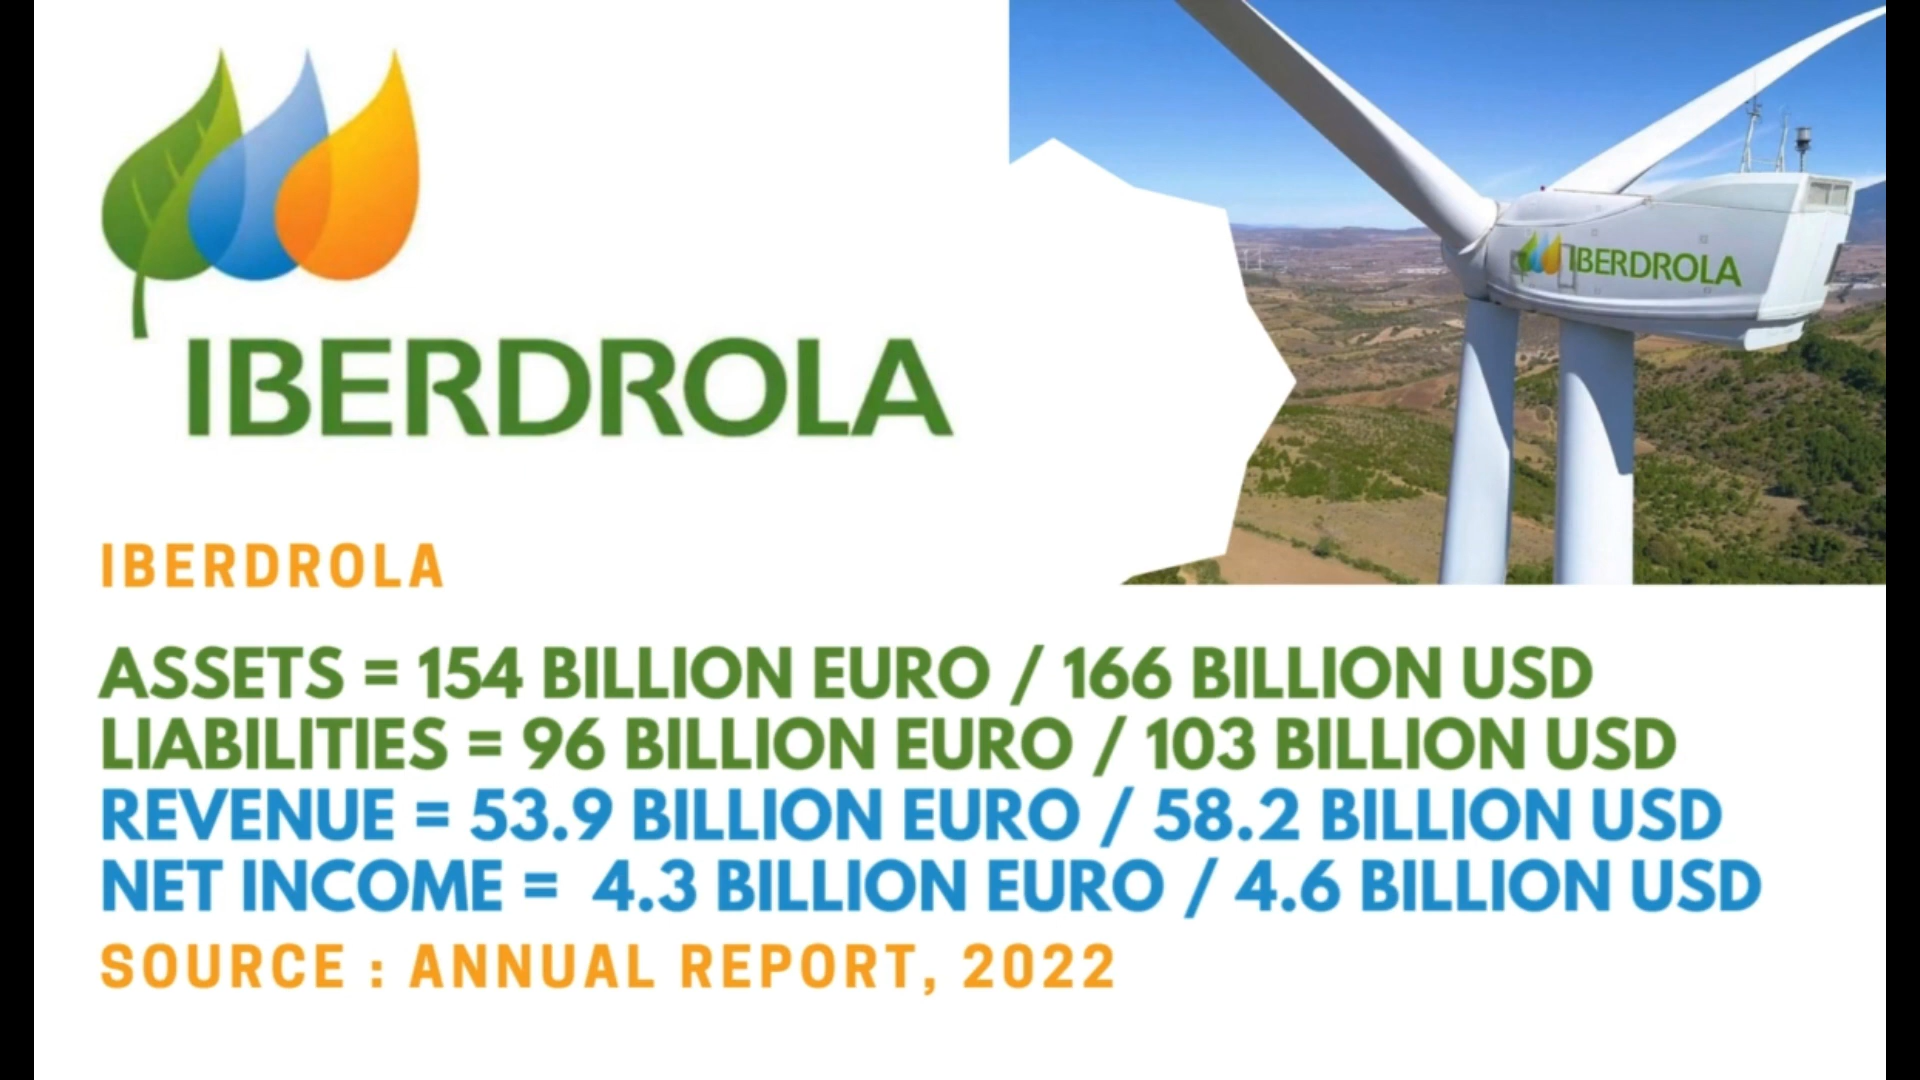 IBERDROLA
IBERDROLA
IBERDROLA
ASSETS = 154 BILLION EURO / 166 BILLION USD
LIABILITIES = 96 BILLION EURO / 103 BILLION USD
REVENUE = 53.9 BILLION EURO / 58.2 BILLION USD
NET INCOME = 4.3 BILLION EURO / 4.6 BILLION USD
SOURCE : ANNUAL REPORT, 2022